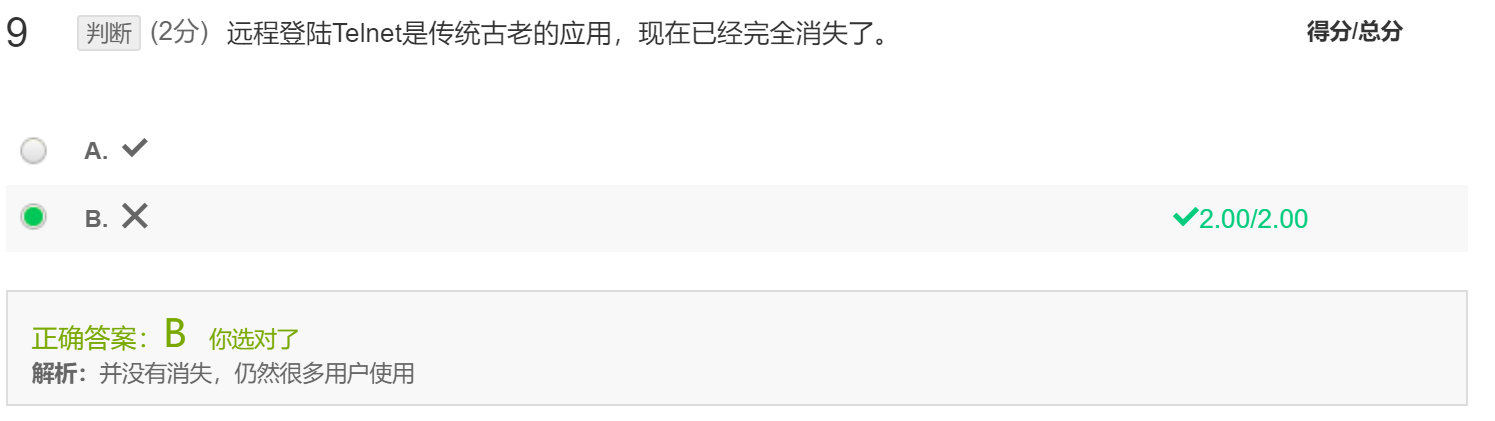 9 判断 (2分) 远程登陆Telnet是传统古老的应用，现在已经完全消失了。 得分/总分
A. ✓
B. ✕ ✓2.00/2.00
正确答案：B 你选对了
解析：并没有消失，仍然很多用户使用